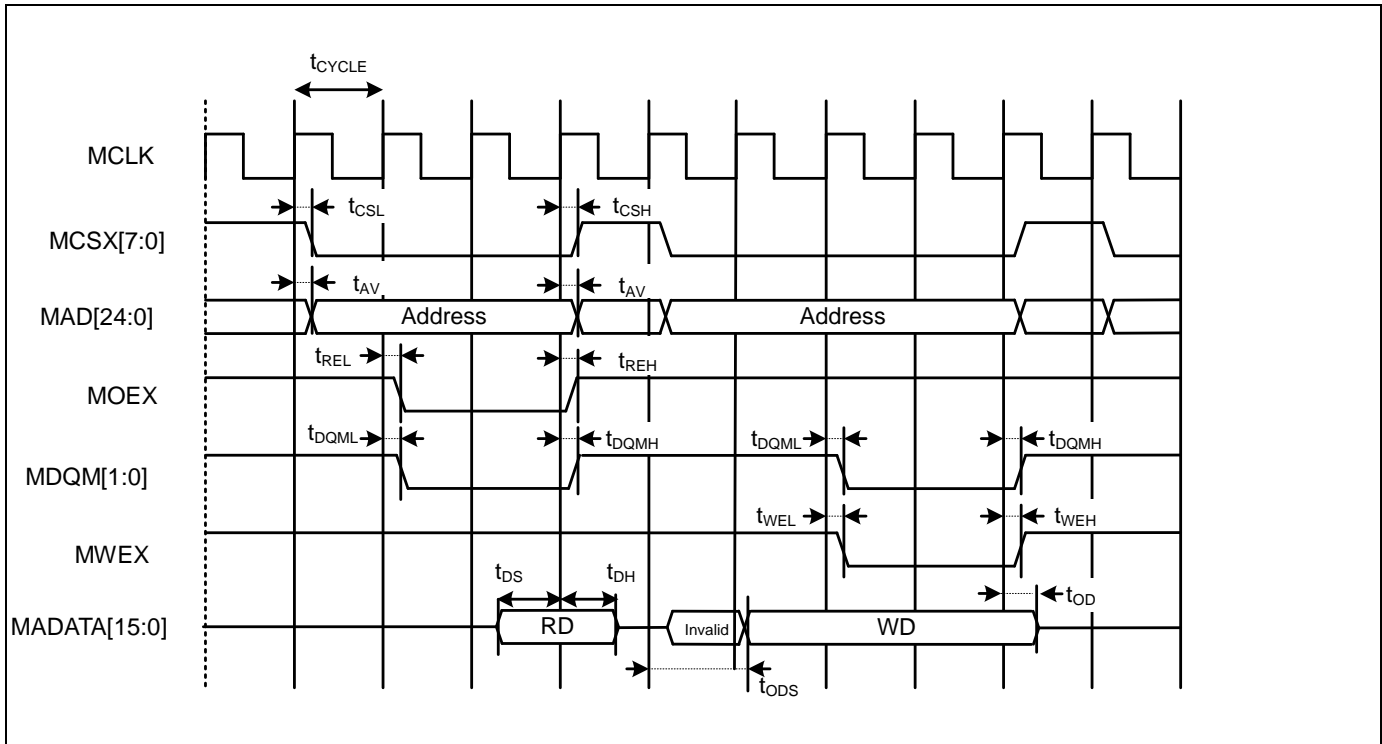 tCYCLE
MCLK
tCSL tCSH
MCSX[7:0]
tAV tAV
MAD[24:0] Address Address
tREL tREH
MOEX
tDQML tDQMH tDQML tDQMH
MDQM[1:0]
tWEL tWEH
MWEX
tDS tDH tOD
MADATA[15:0] RD Invalid WD
tODS